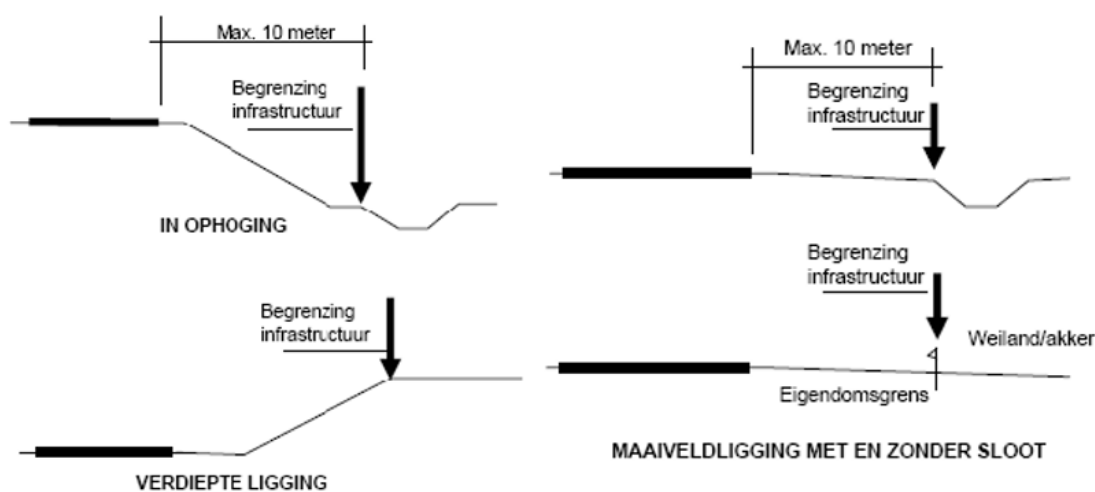 Max. 10 meter
Begrenzing
infrastructuur
IN OPHOGING
Begrenzing
infrastructuur
VERDIEPTE LIGGING
Max. 10 meter
Begrenzing
infrastructuur
Begrenzing
infrastructuur
Weiland/akker
Eigendomsgrens
MAAIVELDLIGGING MET EN ZONDER SLOOT